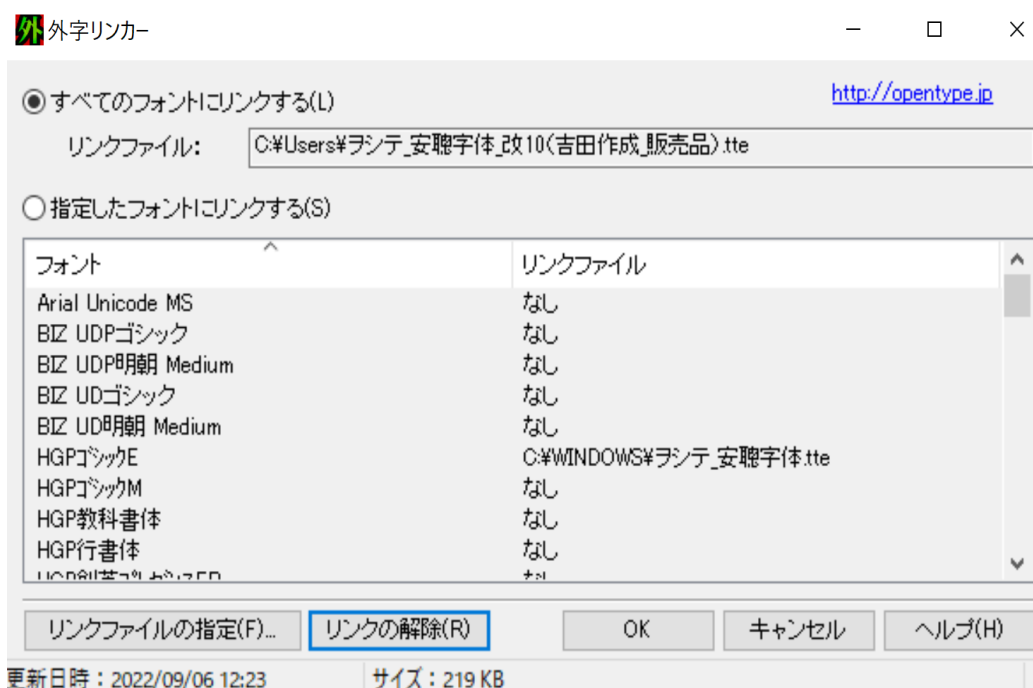 外 外字リンカー
すべてのフォントにリンクする(L) http://opentype.jp
リンクファイル: C:¥Users¥ヲシテ_安聰字体_改10(吉田作成_販売品).tte
指定したフォントにリンクする(S)
フォント リンクファイル
Arial Unicode MS なし
BIZ UDPゴシック なし
BIZ UDP明朝 Medium なし
BIZ UDゴシック なし
BIZ UD明朝 Medium なし
HGPゴシックE C:¥WINDOWS¥ヲシテ_安聰字体.tte
HGPゴシックM なし
HGP教科書体 なし
HGP行書体 なし
リンクファイルの指定(F)... リンクの解除(R) OK キャンセル ヘルプ(H)
更新日時:2022/09/06 12:23 サイズ:219 KB